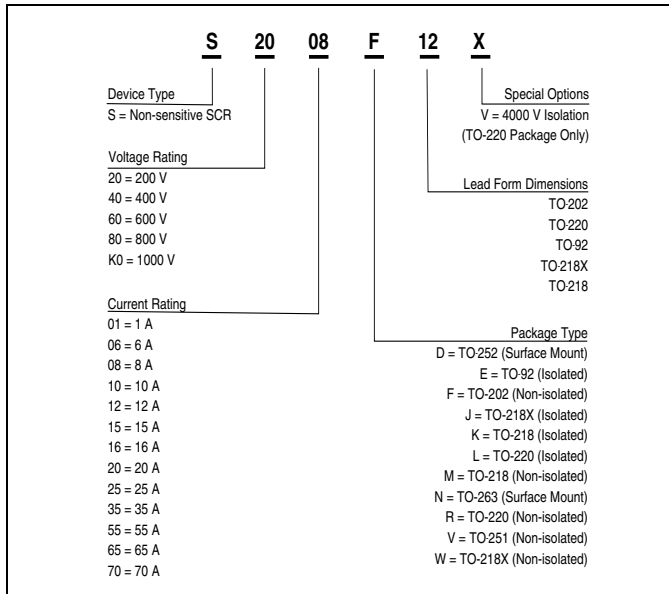 S 20 08 F 12 X
Device Type
S = Non-sensitive SCR
Voltage Rating
20 = 200 V
40 = 400 V
60 = 600 V
80 = 800 V
K0 = 1000 V
Current Rating
01 = 1 A
06 = 6 A
08 = 8 A
10 = 10 A
12 = 12 A
15 = 15 A
16 = 16 A
20 = 20 A
25 = 25 A
35 = 35 A
55 = 55 A
65 = 65 A
70 = 70 A
Special Options
V = 4000 V Isolation
(TO-220 Package Only)
Lead Form Dimensions
TO-202
TO-220
TO-92
TO-218X
TO-218
Package Type
D = TO-252 (Surface Mount)
E = TO-92 (Isolated)
F = TO-202 (Non-isolated)
J = TO-218X (Isolated)
K = TO-218 (Isolated)
L = TO-220 (Isolated)
M = TO-218 (Non-isolated)
N = TO-263 (Surface Mount)
R = TO-220 (Non-isolated)
V = TO-251 (Non-isolated)
W = TO-218X (Non-isolated)